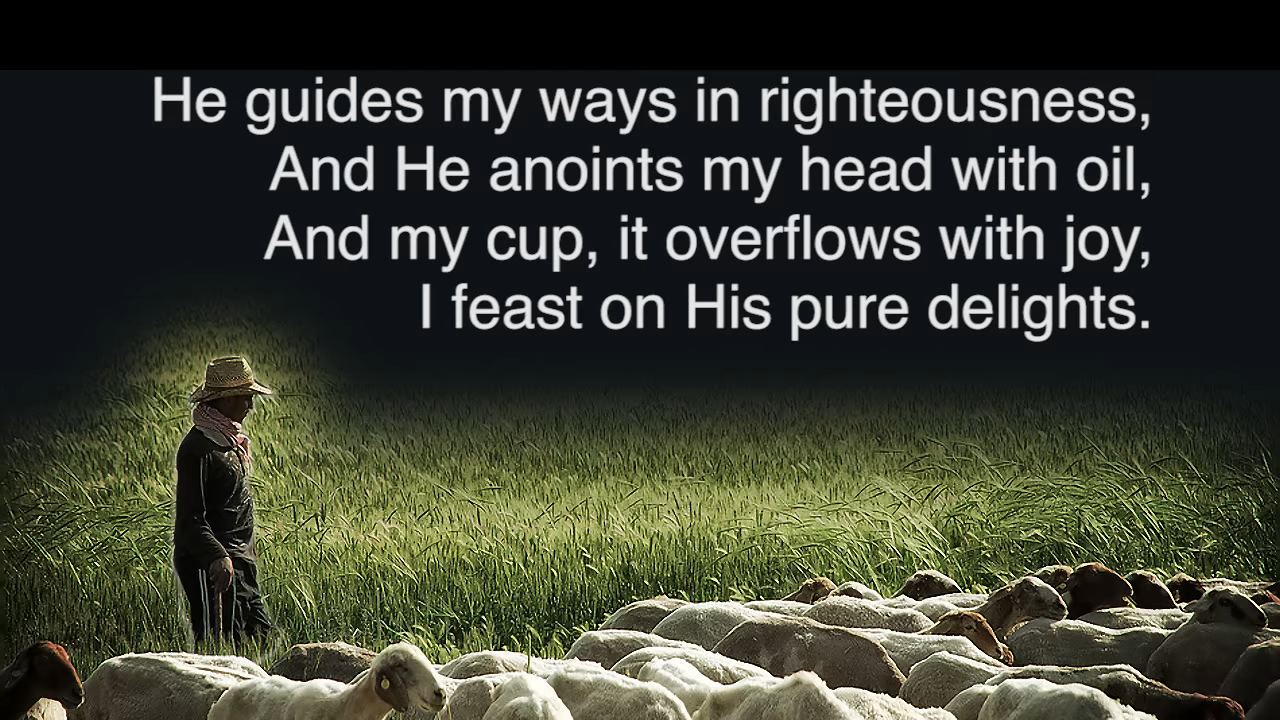 He guides my ways in righteousness,
And He anoints my head with oil,
And my cup, it overflows with joy,
I feast on His pure delights.